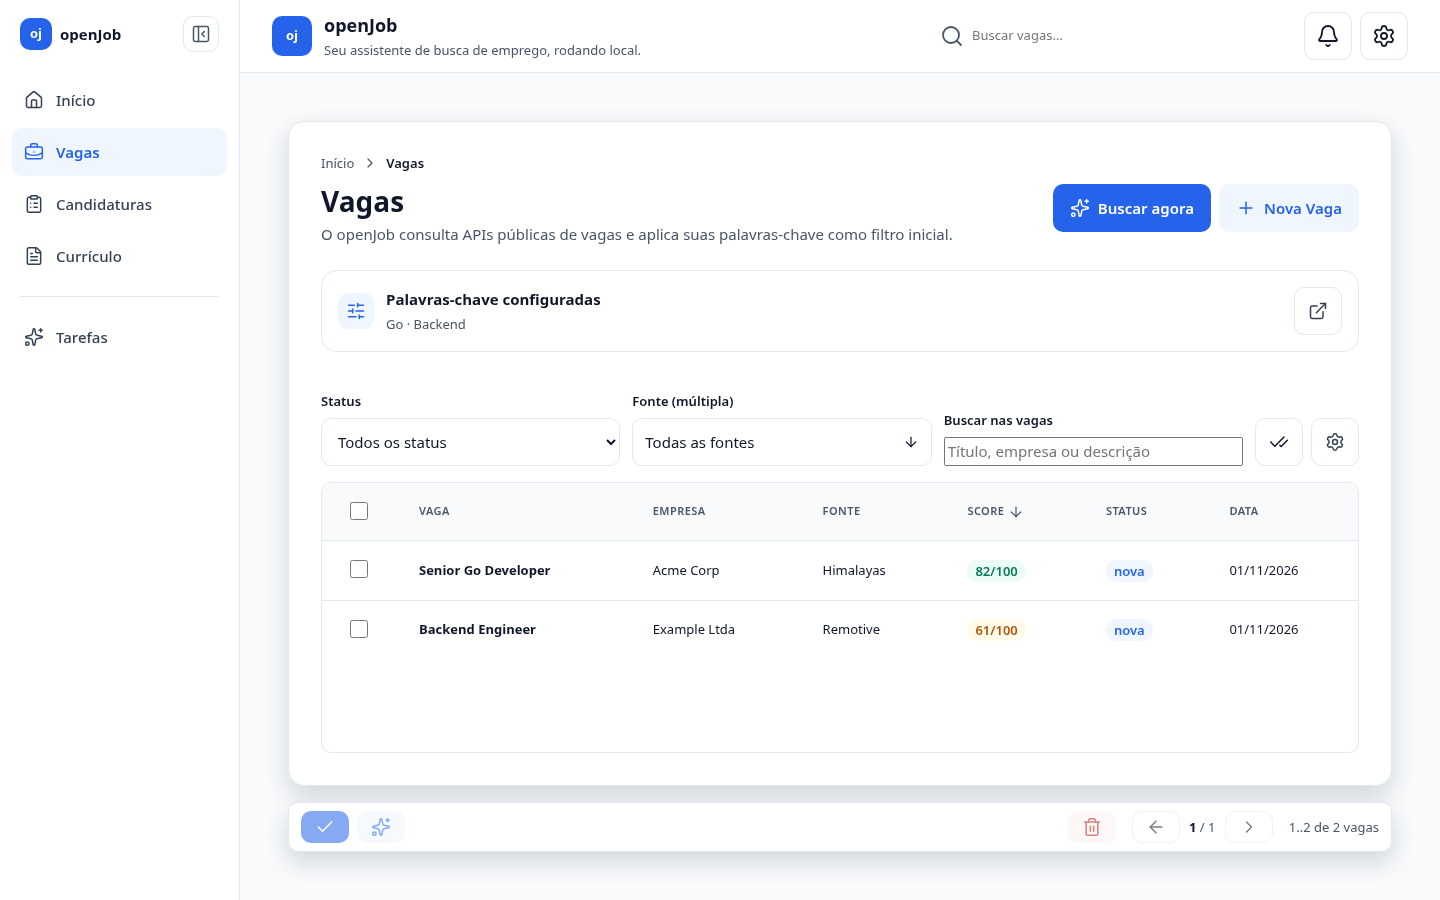 oj openJob
Início
Vagas
Candidaturas
Currículo
Tarefas
oj
openJob
Seu assistente de busca de emprego, rodando local.
Buscar vagas...
Início > Vagas
Vagas
O openJob consulta APIs públicas de vagas e aplica suas palavras-chave como filtro inicial.
Buscar agora
Nova Vaga
Palavras-chave configuradas
Go · Backend
Status
Todos os status
Fonte (múltipla)
Todas as fontes
Buscar nas vagas
Título, empresa ou descrição
VAGA EMPRESA FONTE SCORE STATUS DATA
Senior Go Developer Acme Corp Himalayas 82/100 nova 01/11/2026
Backend Engineer Example Ltda Remotive 61/100 nova 01/11/2026
1 / 1
1..2 de 2 vagas